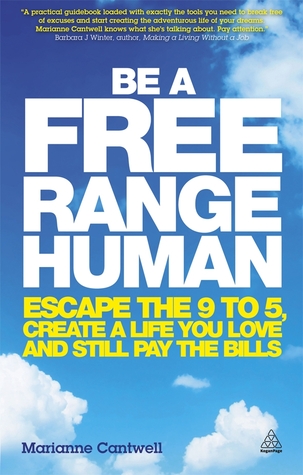 "A practical guidebook loaded with exactly the tools you need to break free
of excuses and start creating the adventurous life of your dreams.
Marianne Cantwell knows what she's talking about. Pay attention."
Barbara J Winter, author, Making a Living Without a Job
BE A
FREE
RANGE
HUMAN
ESCAPE THE 9 TO 5,
CREATE A LIFE YOU LOVE
AND STILL PAY THE BILLS
Marianne Cantwell
KoganPage